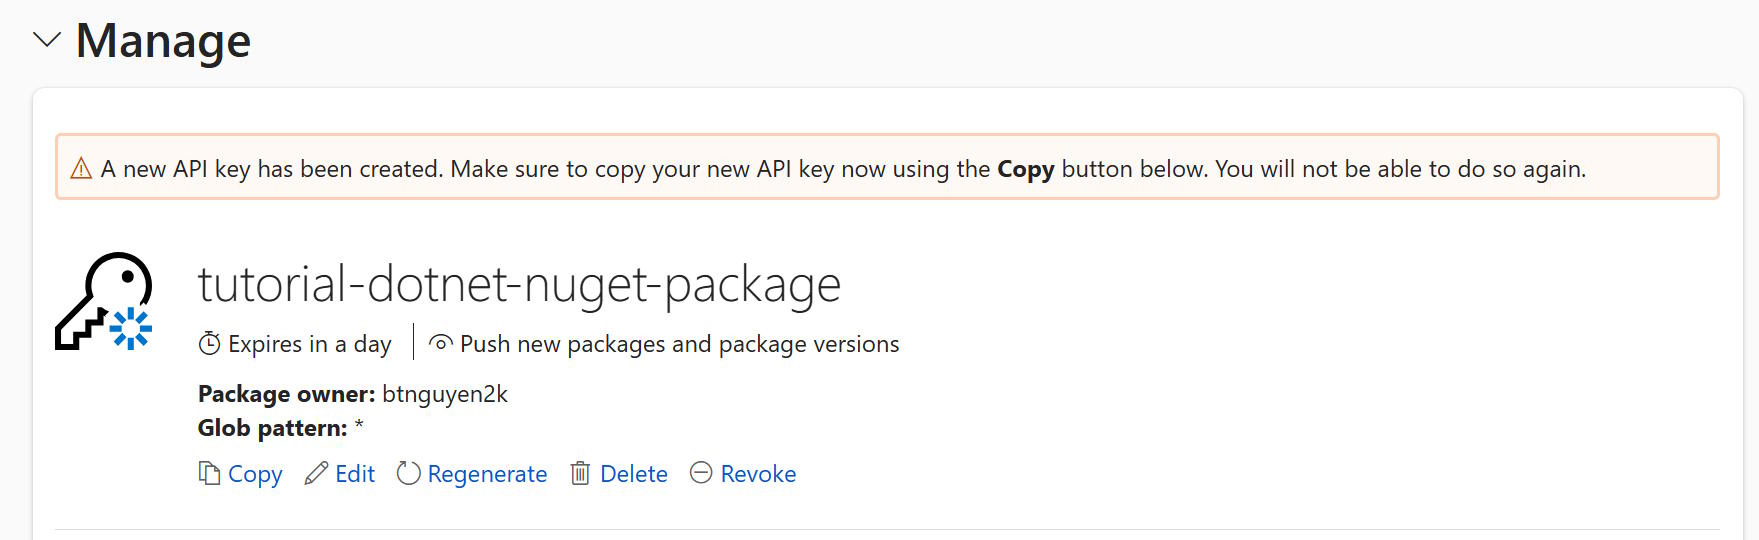 Manage
A new API key has been created. Make sure to copy your new API key now using the Copy button below. You will not be able to do so again.
tutorial-dotnet-nuget-package
Expires in a day Push new packages and package versions
Package owner: btnguyen2k
Glob pattern: *
Copy Edit Regenerate Delete Revoke